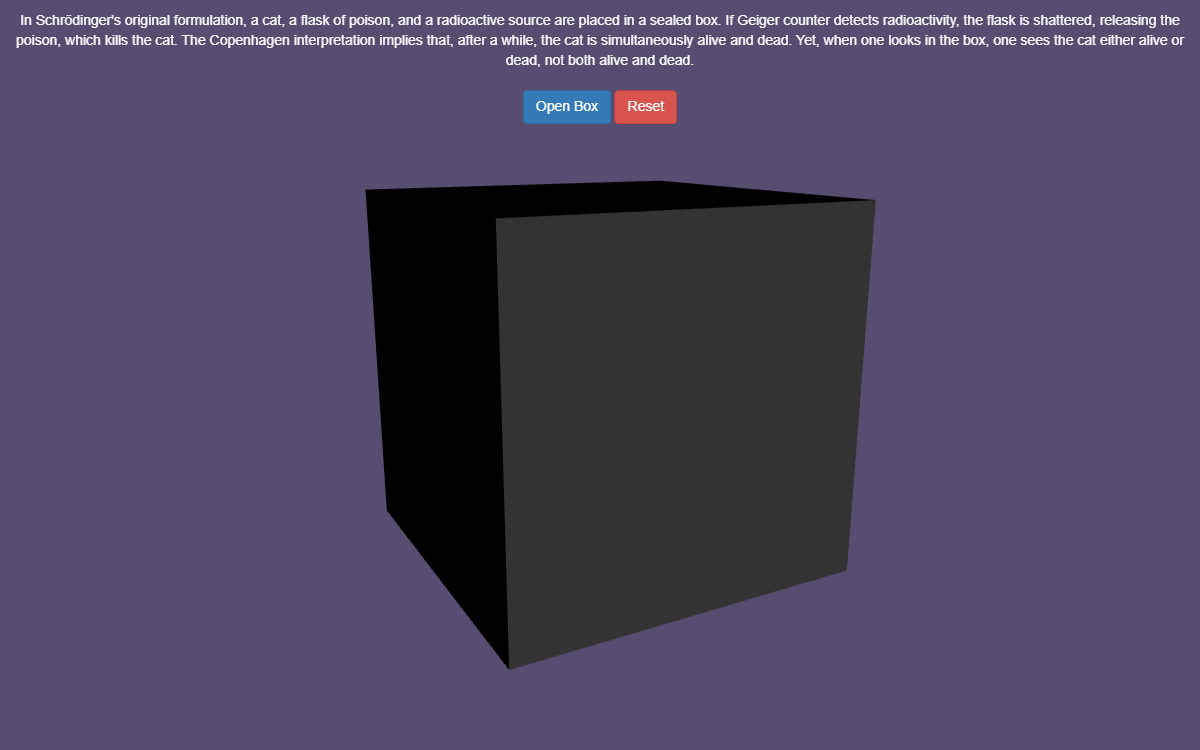 In Schrödinger's original formulation, a cat, a flask of poison, and a radioactive source are placed in a sealed box. If Geiger counter detects radioactivity, the flask is shattered, releasing the
poison, which kills the cat. The Copenhagen interpretation implies that, after a while, the cat is simultaneously alive and dead. Yet, when one looks in the box, one sees the cat either alive or
dead, not both alive and dead.
Open Box Reset